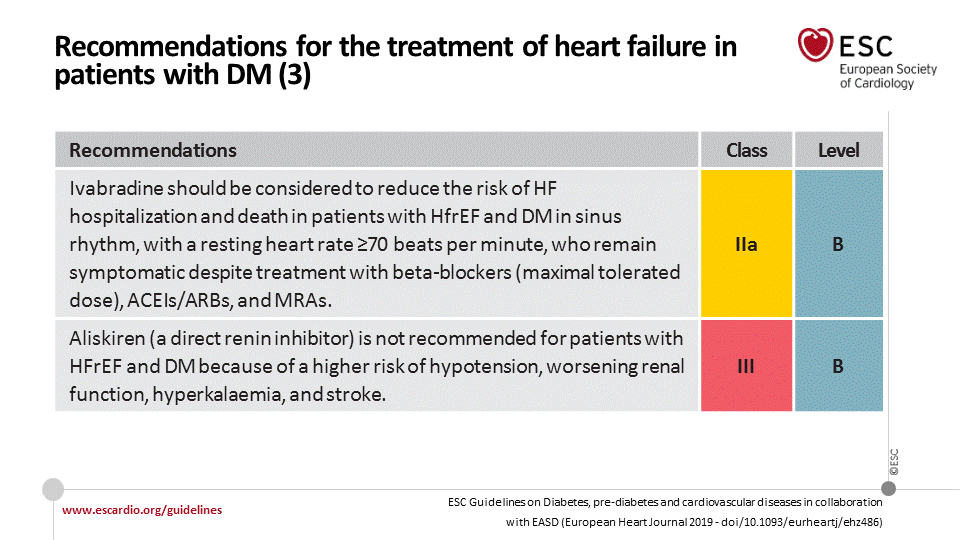 Recommendations for the treatment of heart failure in
patients with DM (3)
ESC
European Society
of Cardiology
Recommendations Class Level
Ivabradine should be considered to reduce the risk of HF
hospitalization and death in patients with HfrEF and DM in sinus
rhythm, with a resting heart rate ≥70 beats per minute, who remain
symptomatic despite treatment with beta-blockers (maximal tolerated
dose), ACEIs/ARBs, and MRAs.
IIa B
Aliskiren (a direct renin inhibitor) is not recommended for patients with
HFrEF and DM because of a higher risk of hypotension, worsening renal
function, hyperkalaemia, and stroke.
III B
©ESC
www.escardio.org/guidelines
ESC Guidelines on Diabetes, pre-diabetes and cardiovascular diseases in collaboration
with EASD (European Heart Journal 2019 - doi/10.1093/eurheartj/ehz486)